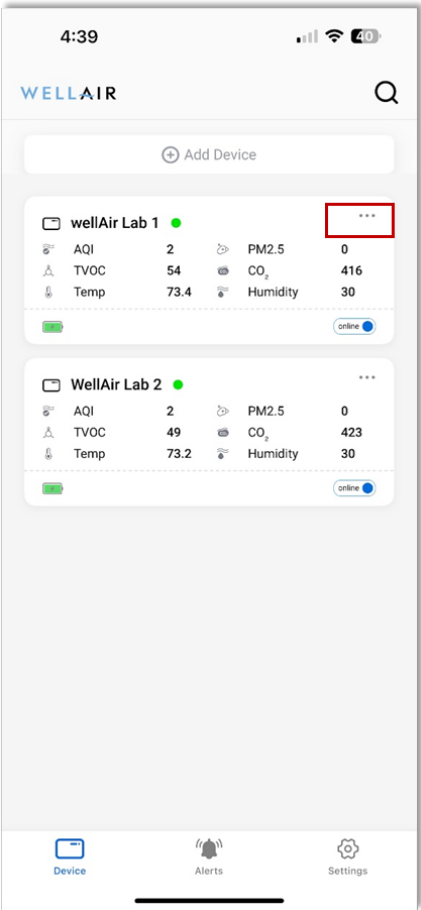 4:39
40
WELLAIR
Add Device
wellAir Lab 1
AQI 2 PM2.5 0
TVOC 54 CO₂ 416
Temp 73.4 Humidity 30
online
WellAir Lab 2
AQI 2 PM2.5 0
TVOC 49 CO₂ 423
Temp 73.2 Humidity 30
online
Device Alerts Settings